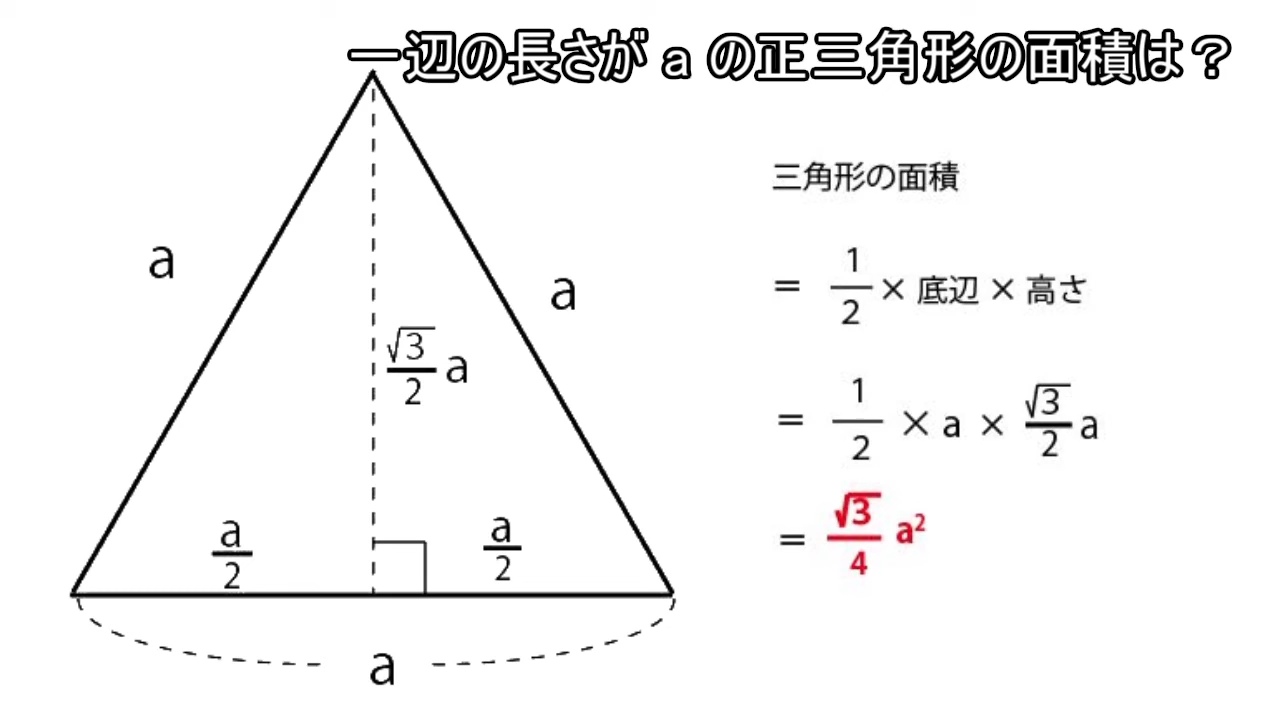 一辺の長さが a の正三角形の面積は？
三角形の面積
= 1/2 × 底辺 × 高さ
= 1/2 × a × √3/2 a
= √3/4 a²
a
a
√3/2 a
a/2
a/2
a